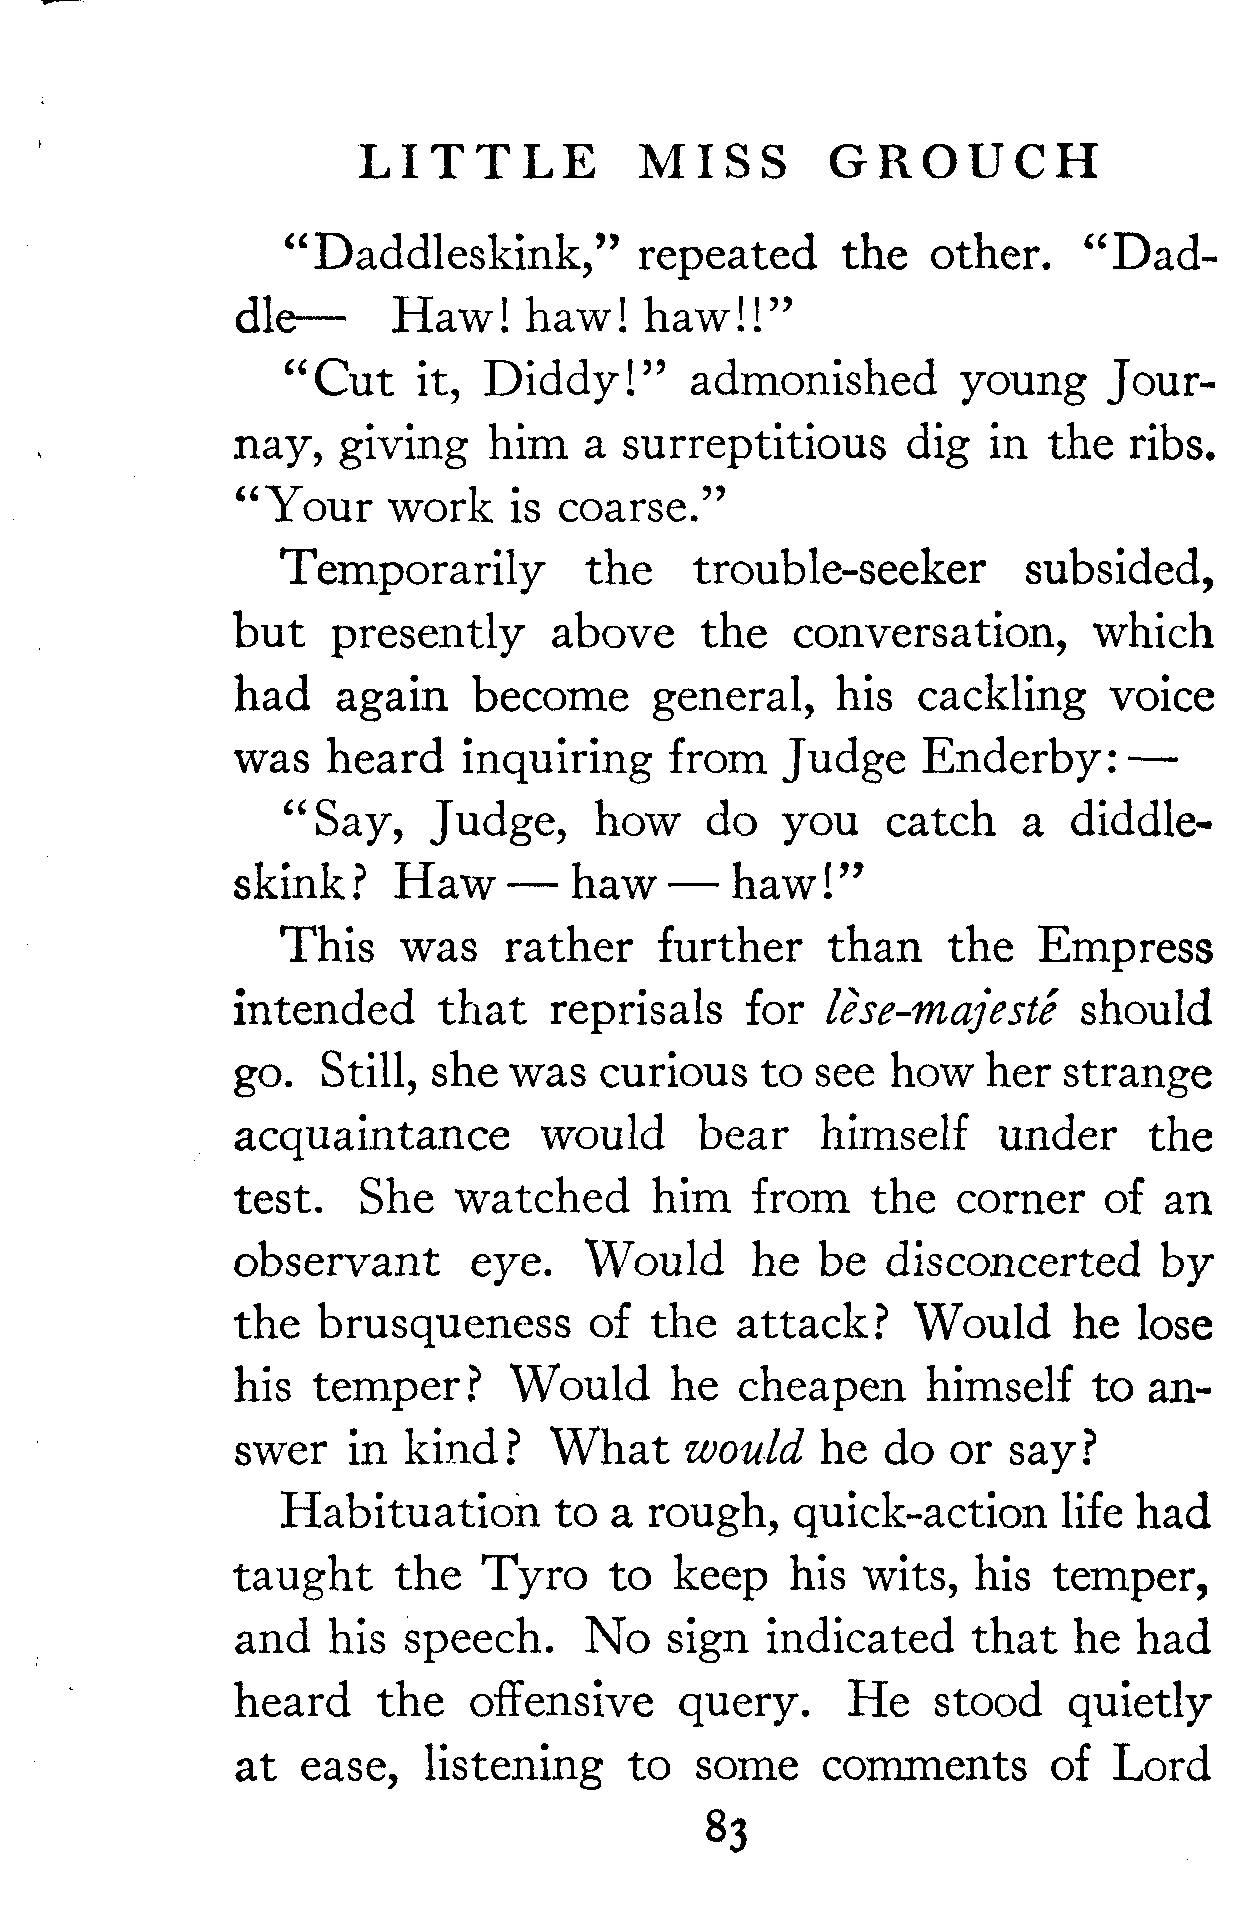 LITTLE MISS GROUCH
“Daddleskink,” repeated the other. “Dad-
dle— Haw! haw! haw!!”
“Cut it, Diddy!” admonished young Jour-
nay, giving him a surreptitious dig in the ribs.
“Your work is coarse.”
Temporarily the trouble-seeker subsided,
but presently above the conversation, which
had again become general, his cackling voice
was heard inquiring from Judge Enderby: —
“Say, Judge, how do you catch a diddle-
skink? Haw — haw — haw!”
This was rather further than the Empress
intended that reprisals for lèse-majesté should
go. Still, she was curious to see how her strange
acquaintance would bear himself under the
test. She watched him from the corner of an
observant eye. Would he be disconcerted by
the brusqueness of the attack? Would he lose
his temper? Would he cheapen himself to an-
swer in kind? What would he do or say?
Habituation to a rough, quick-action life had
taught the Tyro to keep his wits, his temper,
and his speech. No sign indicated that he had
heard the offensive query. He stood quietly
at ease, listening to some comments of Lord
83